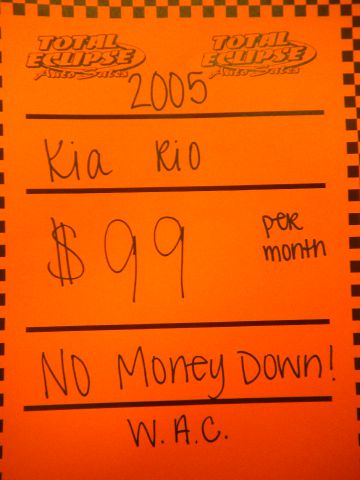 TOTAL ECLIPSE AUTO SALES TOTAL ECLIPSE AUTO SALES
2005
Kia Rio
$99 per month
No Money Down!
W.A.C.